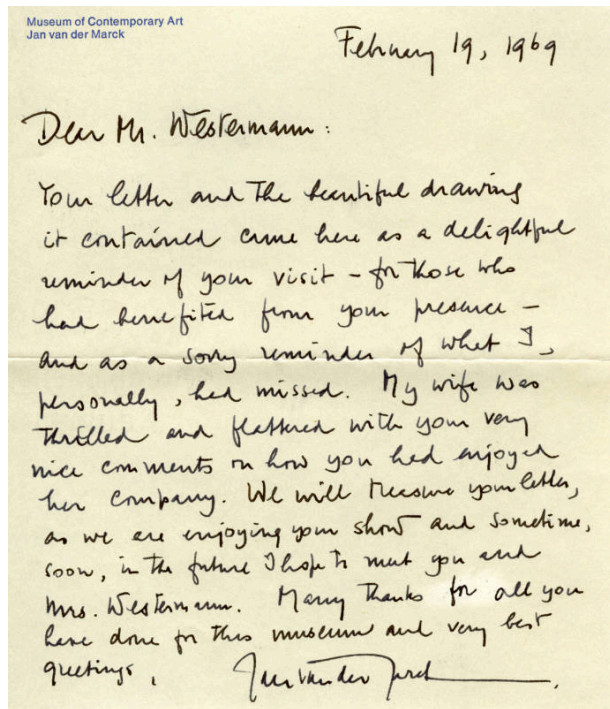 Museum of Contemporary Art
Jan van der Marck
February 19, 1969
Dear Mr. Westermann:
Your letter and the beautiful drawing
it contained came here as a delightful
reminder of your visit – for those who
had benefited from your presence –
and as a sorry reminder of what I,
personally, had missed. My wife was
thrilled and flattered with your very
nice comments on how you had enjoyed
her company. We will treasure your letter,
as we are enjoying your show and sometime,
soon, in the future I hope to meet you and
Mrs. Westermann. Many thanks for all you
have done for this museum and very best
greetings,
Jan van der Marck